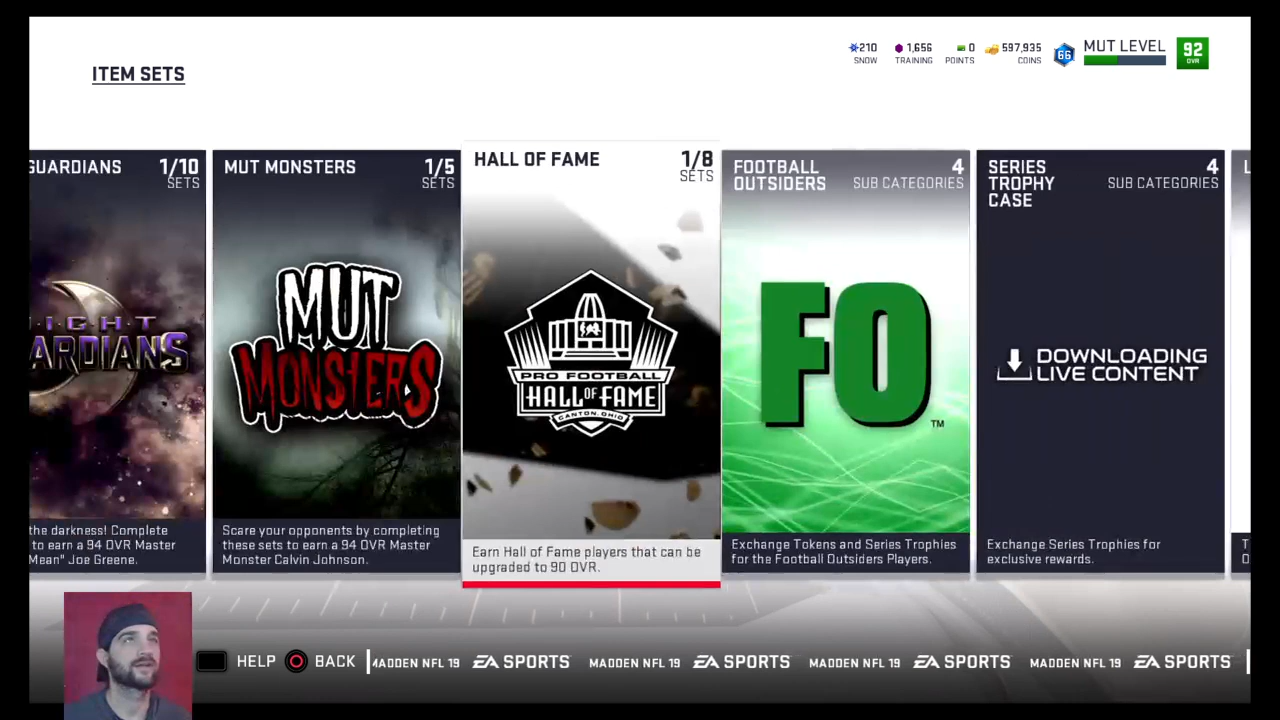 ITEM SETS
210
SNOW
1,656
TRAINING
0
POINTS
597,935
COINS
66
MUT LEVEL
92
OVR
GUARDIANS
1/10
SETS
ARDIANS
the darkness! Complete
to earn a 94 OVR Master
Mean" Joe Greene.
MUT MONSTERS
1/5
SETS
MUT
MONSTERS
Scare your opponents by completing
these sets to earn a 94 OVR Master
Monster Calvin Johnson.
HALL OF FAME
1/8
SETS
PRO FOOTBALL
HALL OF FAME
CANTON, OHIO
Earn Hall of Fame players that can be
upgraded to 90 OVR.
FOOTBALL
OUTSIDERS
4
SUB CATEGORIES
FO
TM
Exchange Tokens and Series Trophies
for the Football Outsiders Players.
SERIES
TROPHY
CASE
4
SUB CATEGORIES
DOWNLOADING
LIVE CONTENT
Exchange Series Trophies for
exclusive rewards.
HELP
BACK
MADDEN NFL 19 EA SPORTS MADDEN NFL 19 EA SPORTS MADDEN NFL 19 EA SPORTS MADDEN NFL 19 EA SPORTS